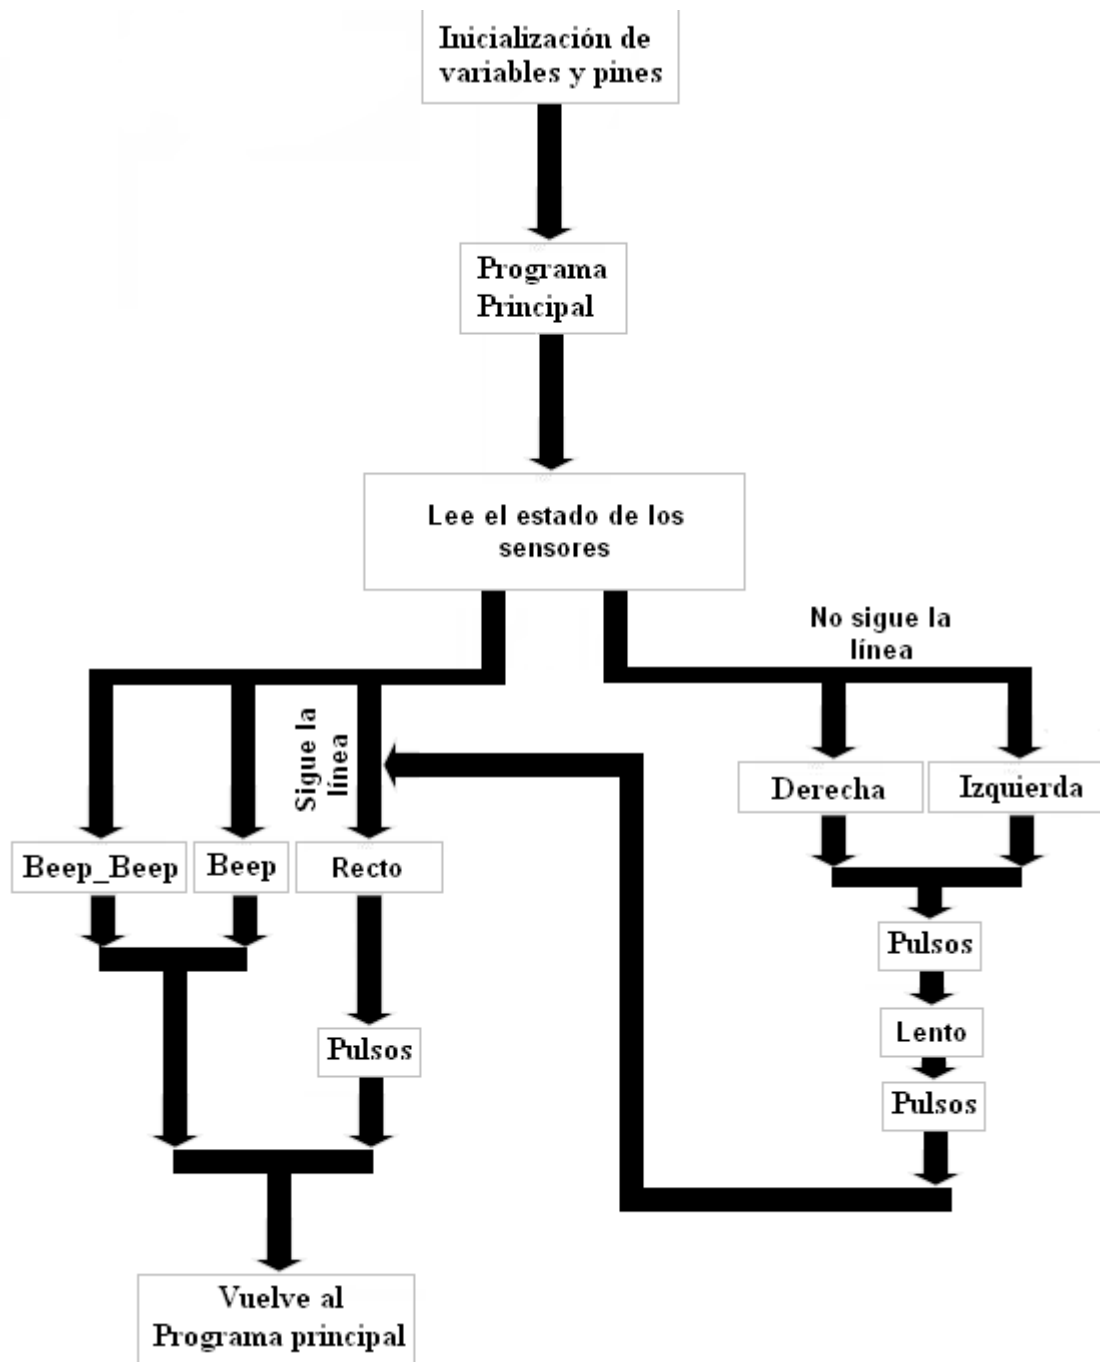 Inicialización de
variables y pines
Programa
Principal
Lee el estado de los
sensores
No sigue la
línea
Sigue la
línea
Derecha
Izquierda
Beep_Beep
Beep
Recto
Pulsos
Lento
Pulsos
Pulsos
Vuelve al
Programa principal